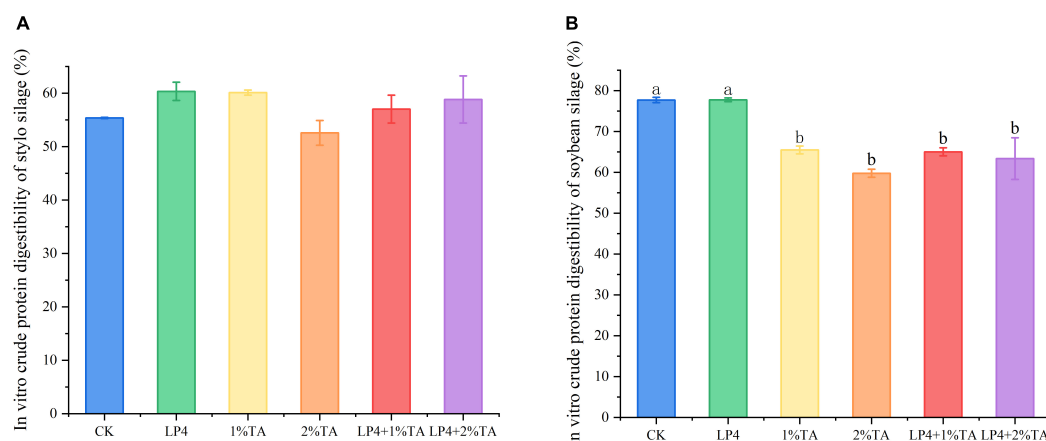 A
In vitro crude protein digestibility of stylo silage (%)
60
50
40
30
20
10
0
CK LP4 1%TA 2%TA LP4+1%TA LP4+2%TA
B
n vitro crude protein digestibility of soybean silage (%)
80
70
60
50
40
30
20
10
0
a a b b b b
CK LP4 1%TA 2%TA LP4+1%TA LP4+2%TA